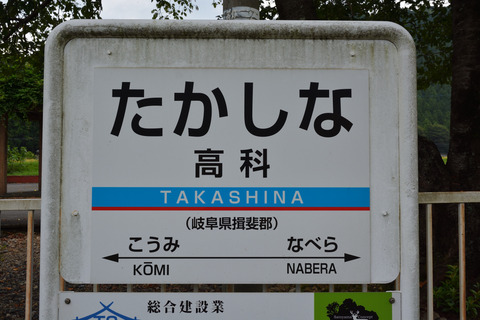 たかしな
高科
TAKASHINA
(岐阜県揖斐郡)
こうみ なべら
KŌMI NABERA
総合建設業